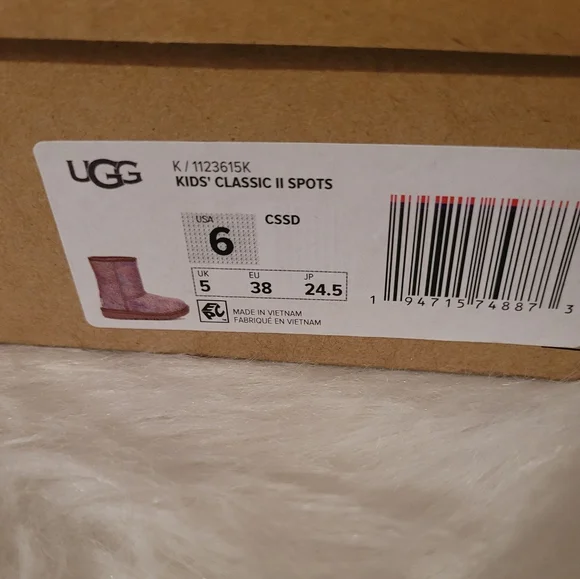 UGG
K / 1123615K
KIDS' CLASSIC II SPOTS
USA
6
CSSD
UK EU JP
5 38 24.5
MADE IN VIETNAM
FABRIQUÉ EN VIETNAM
1 94715 74887 3